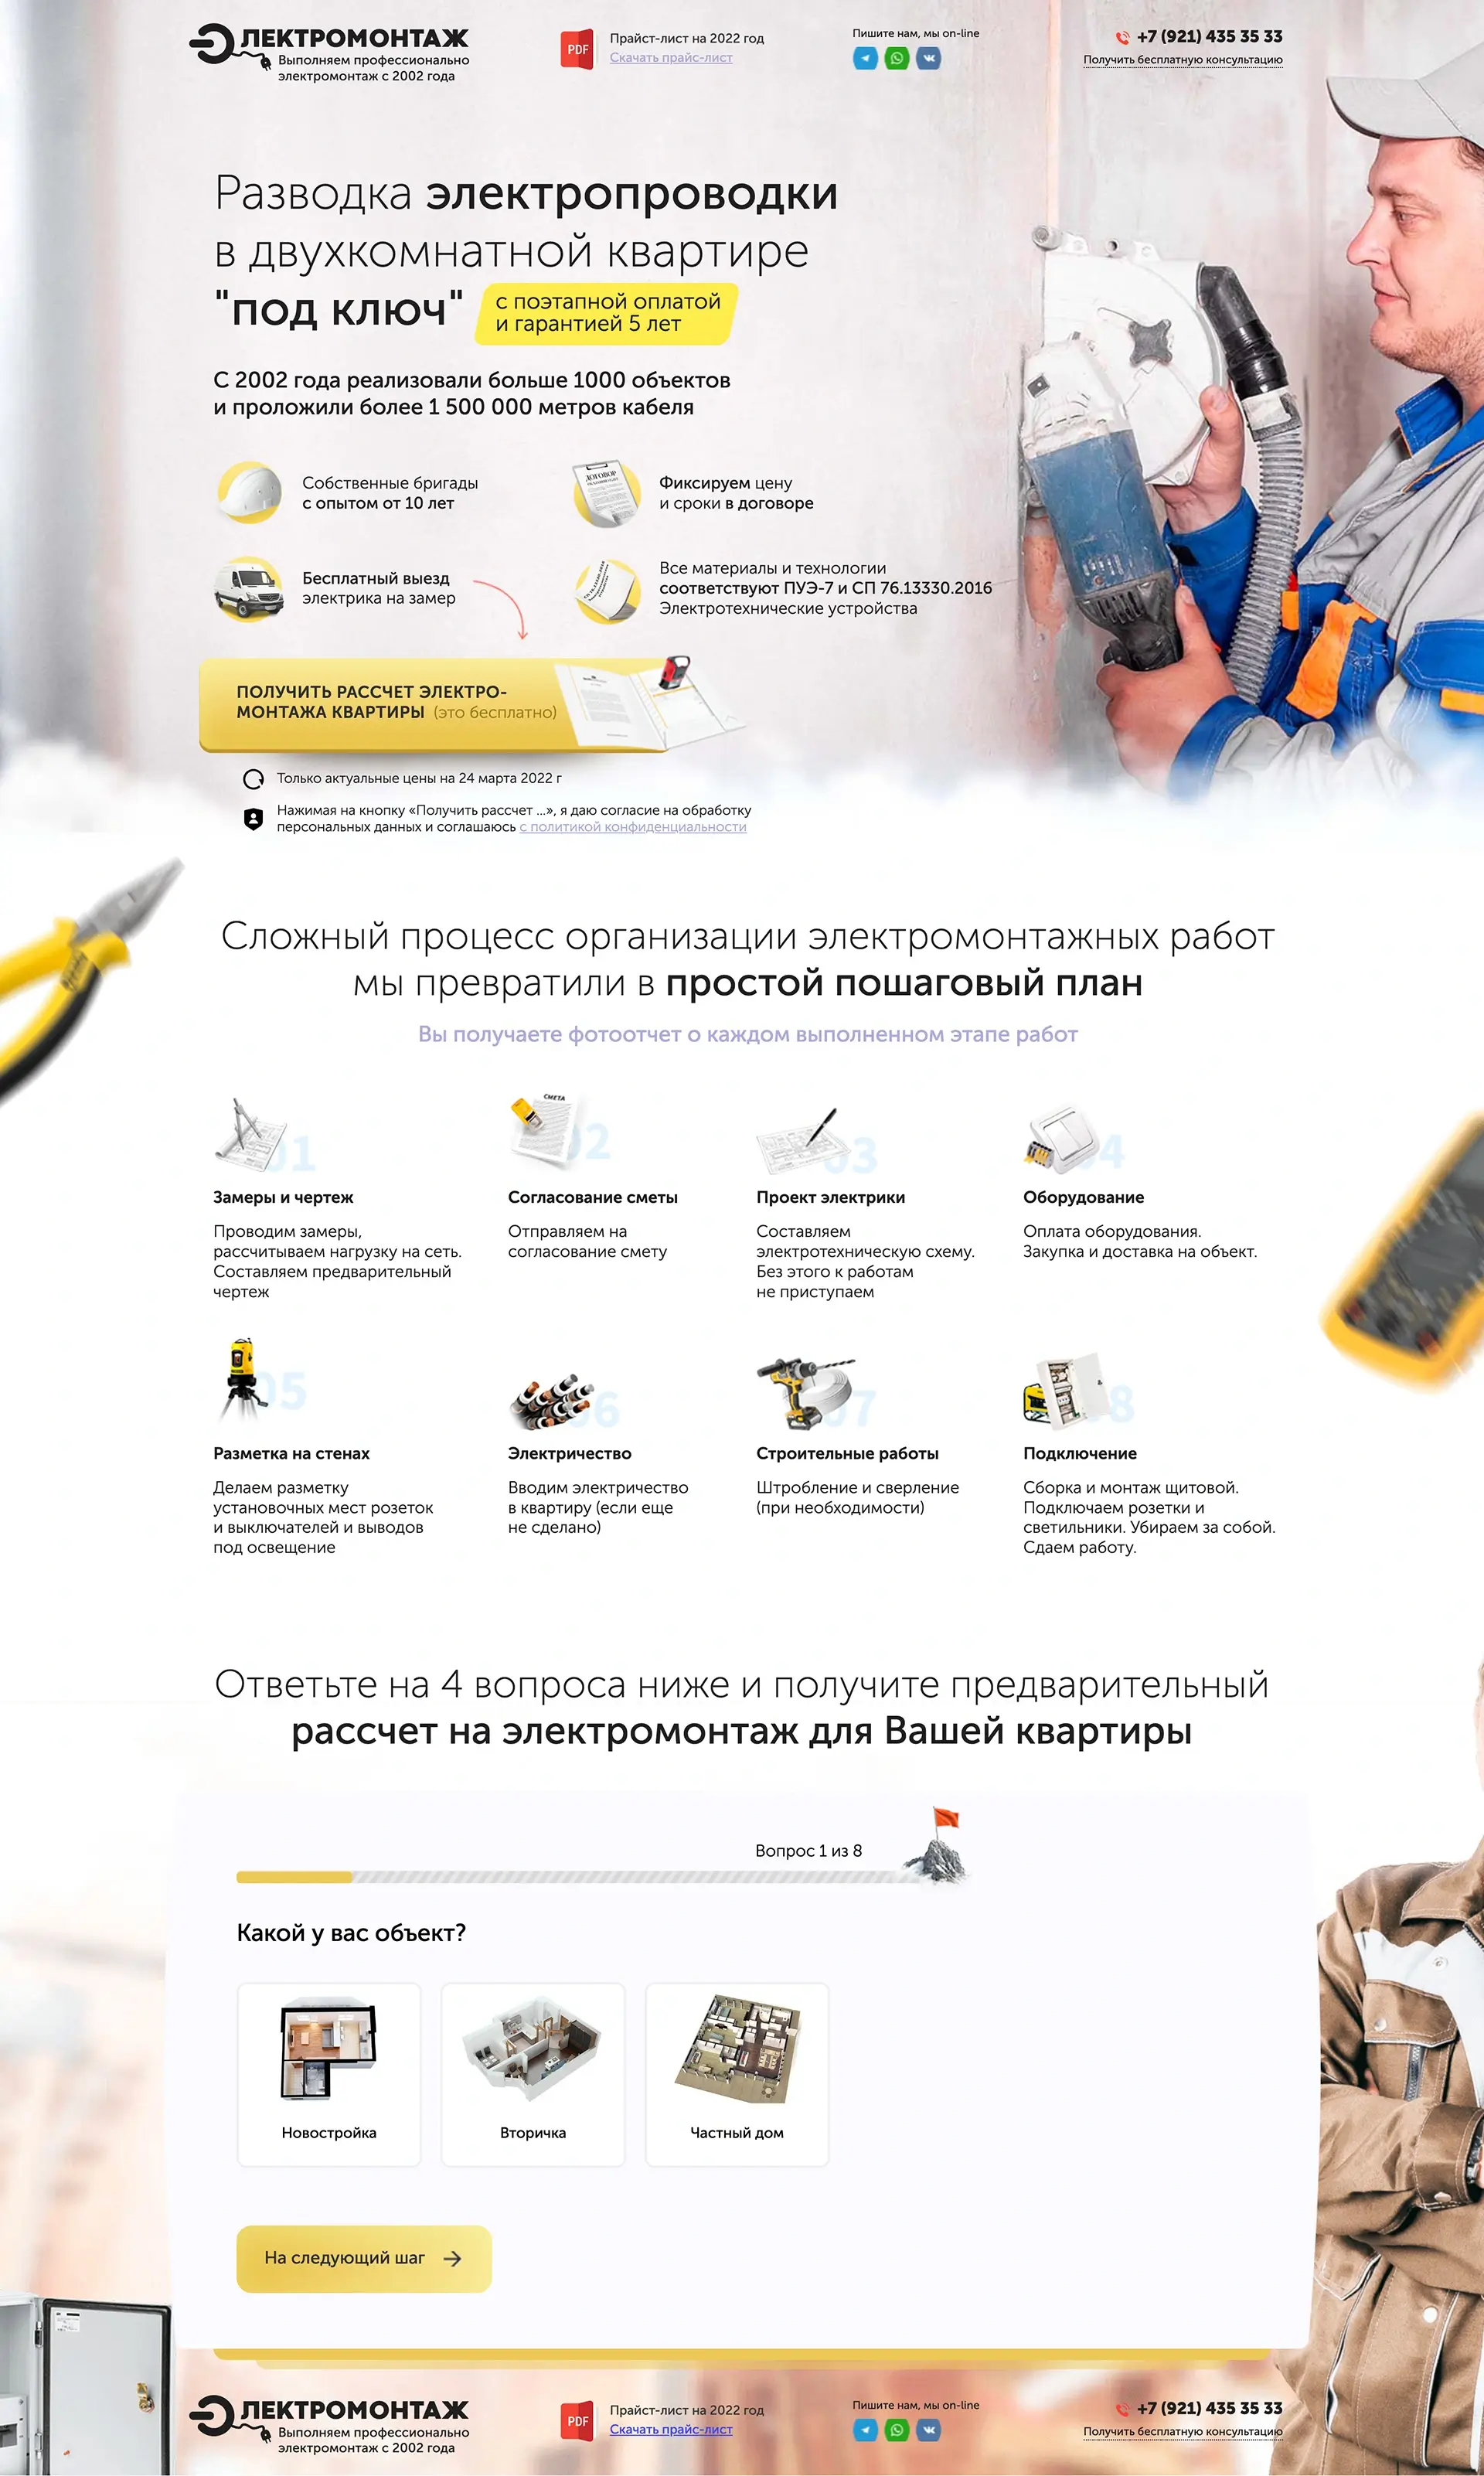 ЭЛЕКТРОМОНТАЖ
Выполняем профессионально
электромонтаж с 2002 года
PDF
Прайст-лист на 2022 год
Скачать прайс-лист
Пишите нам, мы on-line
+7 (921) 435 35 33
Получить бесплатную консультацию
Разводка электропроводки
в двухкомнатной квартире
"под ключ"
с поэтапной оплатой
и гарантией 5 лет
С 2002 года реализовали больше 1000 объектов
и проложили более 1 500 000 метров кабеля
Собственные бригады
с опытом от 10 лет
ДОГОВОР
Фиксируем цену
и сроки в договоре
Бесплатный выезд
электрика на замер
Все материалы и технологии
соответствуют ПУЭ-7 и СП 76.13330.2016
Электротехнические устройства
ПОЛУЧИТЬ РАССЧЕТ ЭЛЕКТРО-
МОНТАЖА КВАРТИРЫ (это бесплатно)
Только актуальные цены на 24 марта 2022 г
Нажимая на кнопку «Получить рассчет ...», я даю согласие на обработку
персональных данных и соглашаюсь с политикой конфиденциальности
Сложный процесс организации электромонтажных работ
мы превратили в простой пошаговый план
Вы получаете фотоотчет о каждом выполненном этапе работ
01
Замеры и чертеж
Проводим замеры,
рассчитываем нагрузку на сеть.
Составляем предварительный
чертеж
СМЕТА
02
Согласование сметы
Отправляем на
согласование смету
03
Проект электрики
Составляем
электротехническую схему.
Без этого к работам
не приступаем
04
Оборудование
Оплата оборудования.
Закупка и доставка на объект.
05
Разметка на стенах
Делаем разметку
установочных мест розеток
и выключателей и выводов
под освещение
06
Электричество
Вводим электричество
в квартиру (если еще
не сделано)
07
Строительные работы
Штробление и сверление
(при необходимости)
8
Подключение
Сборка и монтаж щитовой.
Подключаем розетки и
светильники. Убираем за собой.
Сдаем работу.
Ответьте на 4 вопроса ниже и получите предварительный
рассчет на электромонтаж для Вашей квартиры
Вопрос 1 из 8
Какой у вас объект?
Новостройка
Вторичка
Частный дом
На следующий шаг
ЭЛЕКТРОМОНТАЖ
Выполняем профессионально
электромонтаж с 2002 года
PDF
Прайст-лист на 2022 год
Скачать прайс-лист
Пишите нам, мы on-line
+7 (921) 435 35 33
Получить бесплатную консультацию